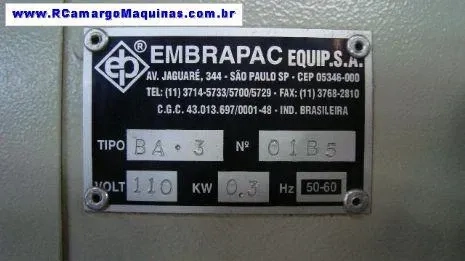 www.RCamargoMaquinas.com.br
ep ® EMBRAPAC EQUIP.S.A.
AV. JAGUARÉ, 344 - SÃO PAULO SP - CEP 05346-000
TEL: (11) 3714-5733/5700/5729 - FAX: (11) 3768-2810
C.G.C. 43.013.697/0001-48 - IND. BRASILEIRA
TIPO BA·3 Nº 01B5
VOLT 110 KW 0.3 Hz 50-60